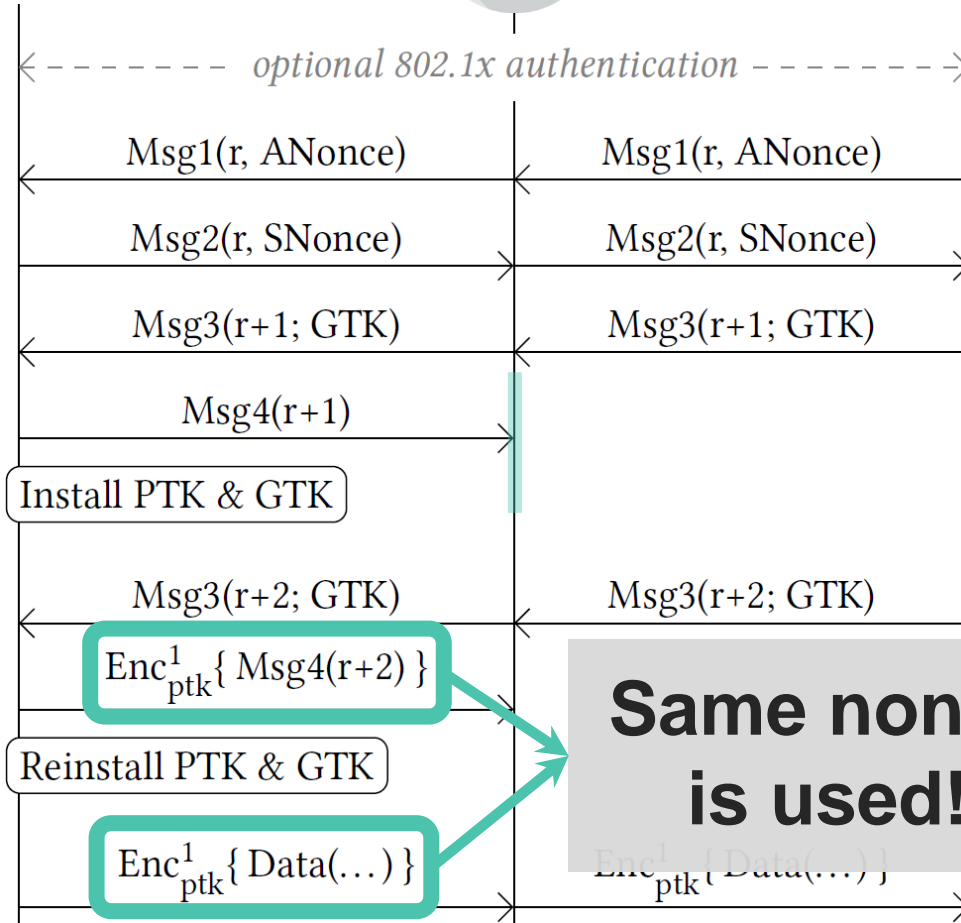 optional 802.1x authentication
Msg1(r, ANonce) Msg1(r, ANonce)
Msg2(r, SNonce) Msg2(r, SNonce)
Msg3(r+1; GTK) Msg3(r+1; GTK)
Msg4(r+1)
Install PTK & GTK
Msg3(r+2; GTK) Msg3(r+2; GTK)
Enc¹ptk{ Msg4(r+2) }
Same non
is used!
Reinstall PTK & GTK
Enc¹ptk{ Data(…) } Enc¹ptk{ Data(…) }